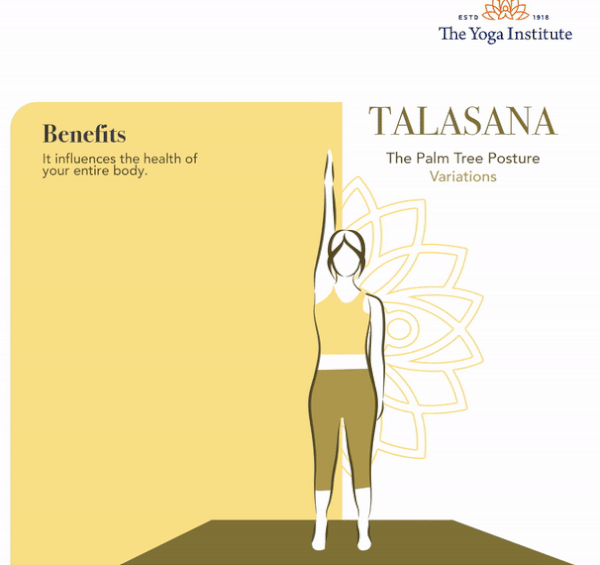 ESTD 1918
The Yoga Institute
TALASANA
The Palm Tree Posture
Variations
Benefits
It influences the health of
your entire body.